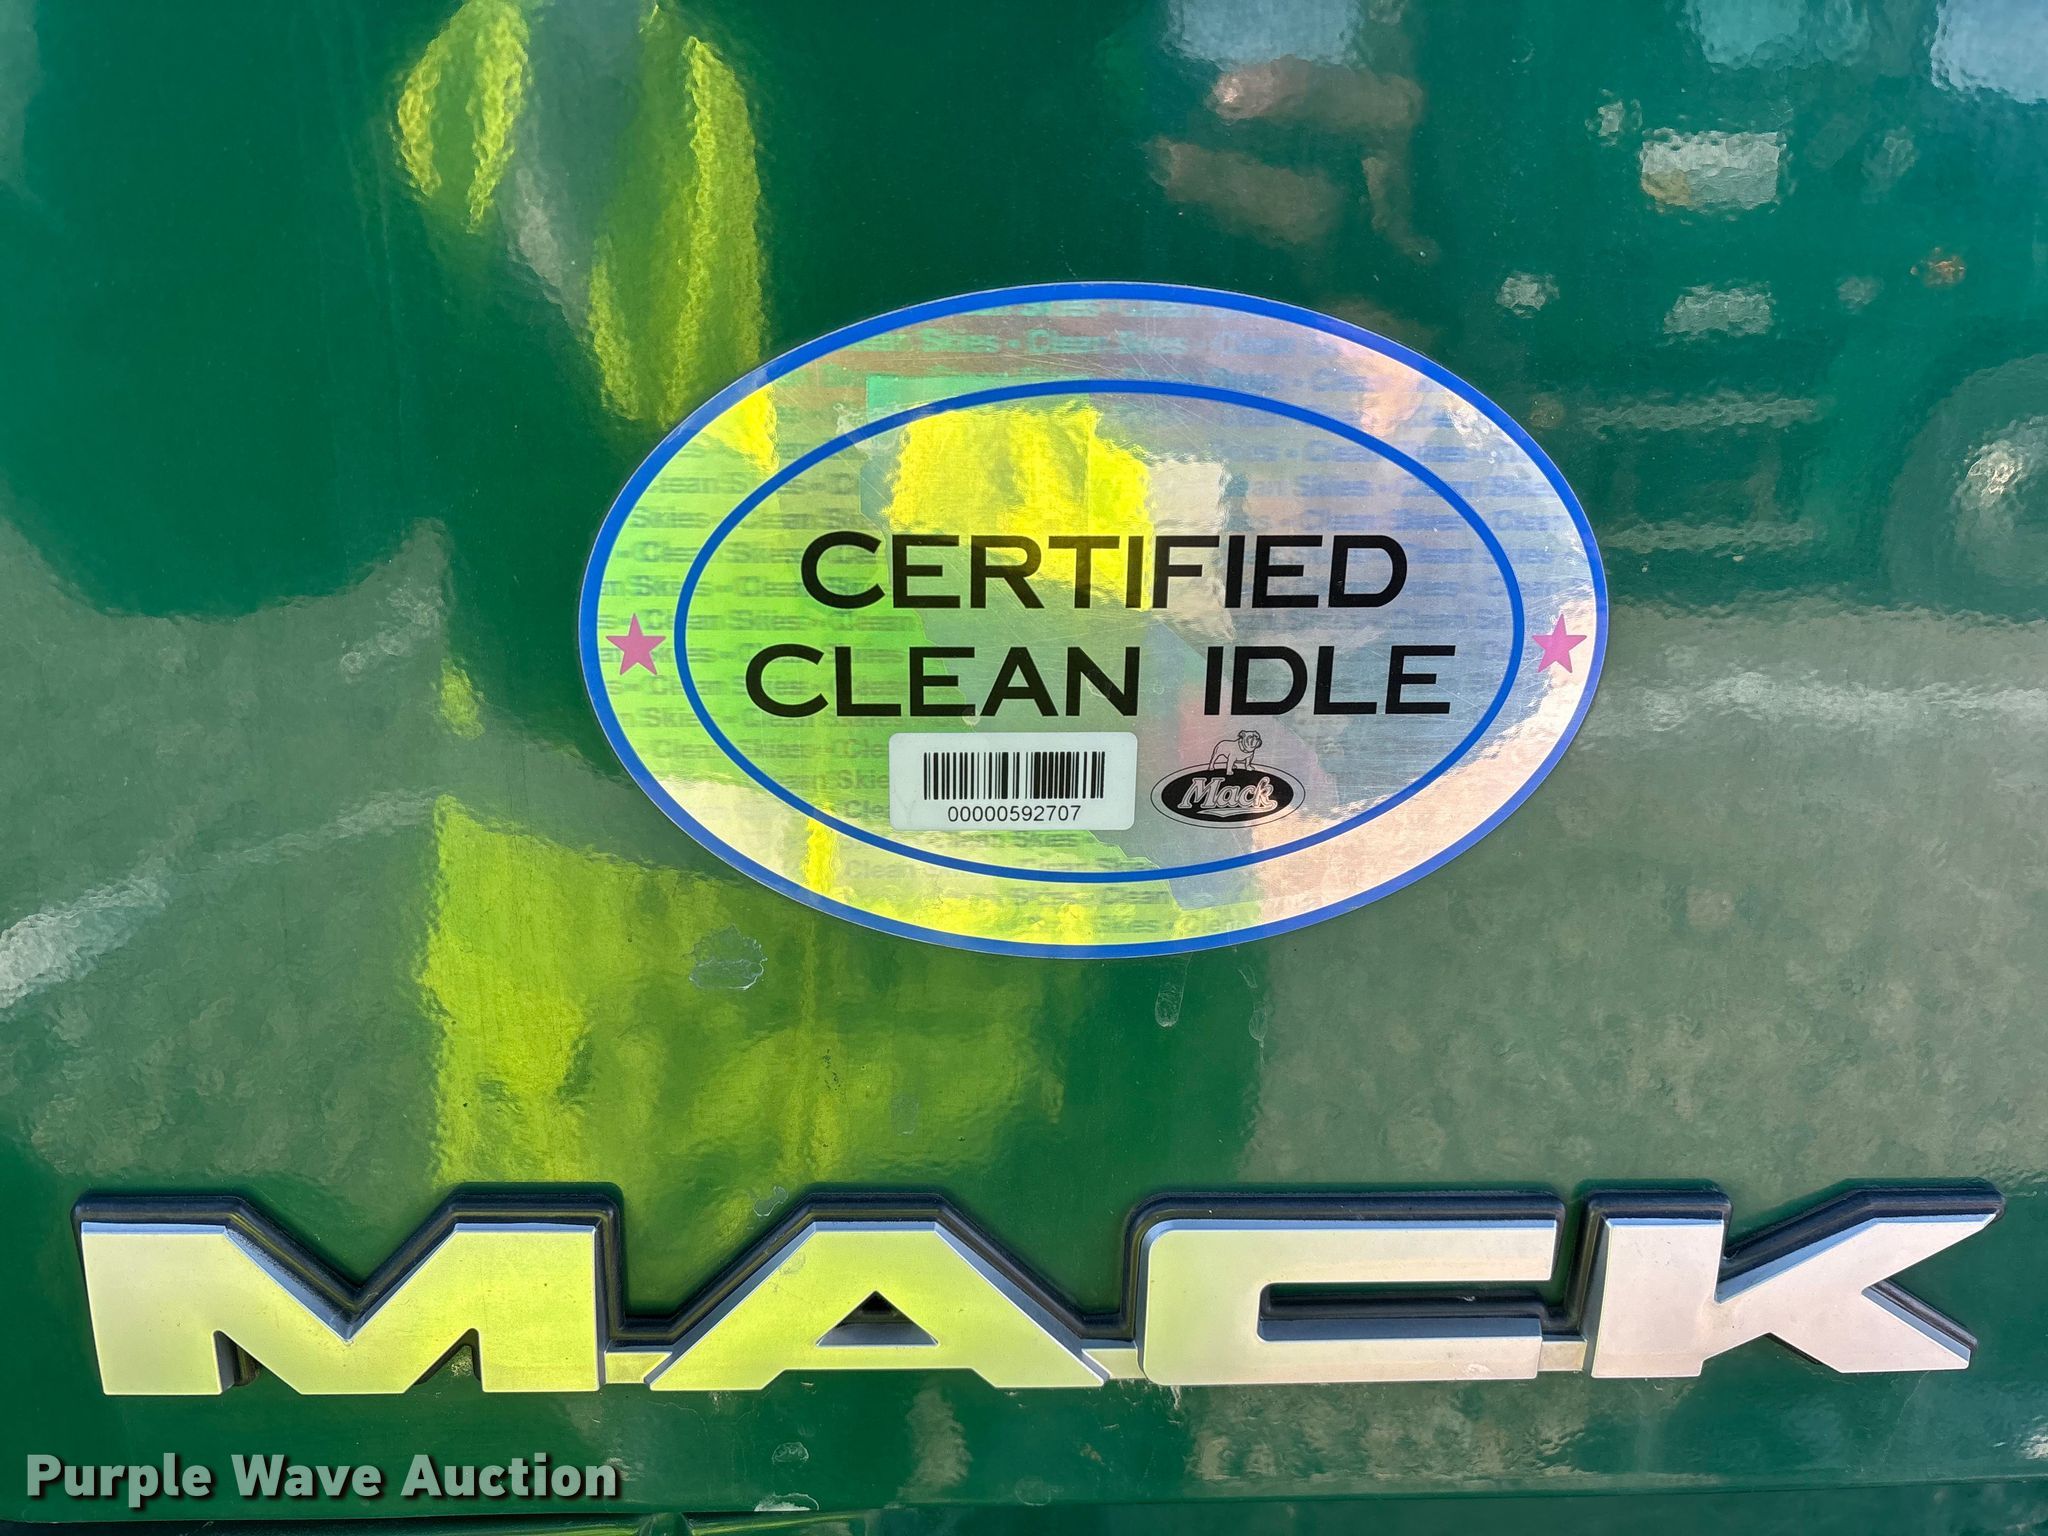 CERTIFIED
CLEAN IDLE
00000592707
Mack
MACK
Purple Wave Auction